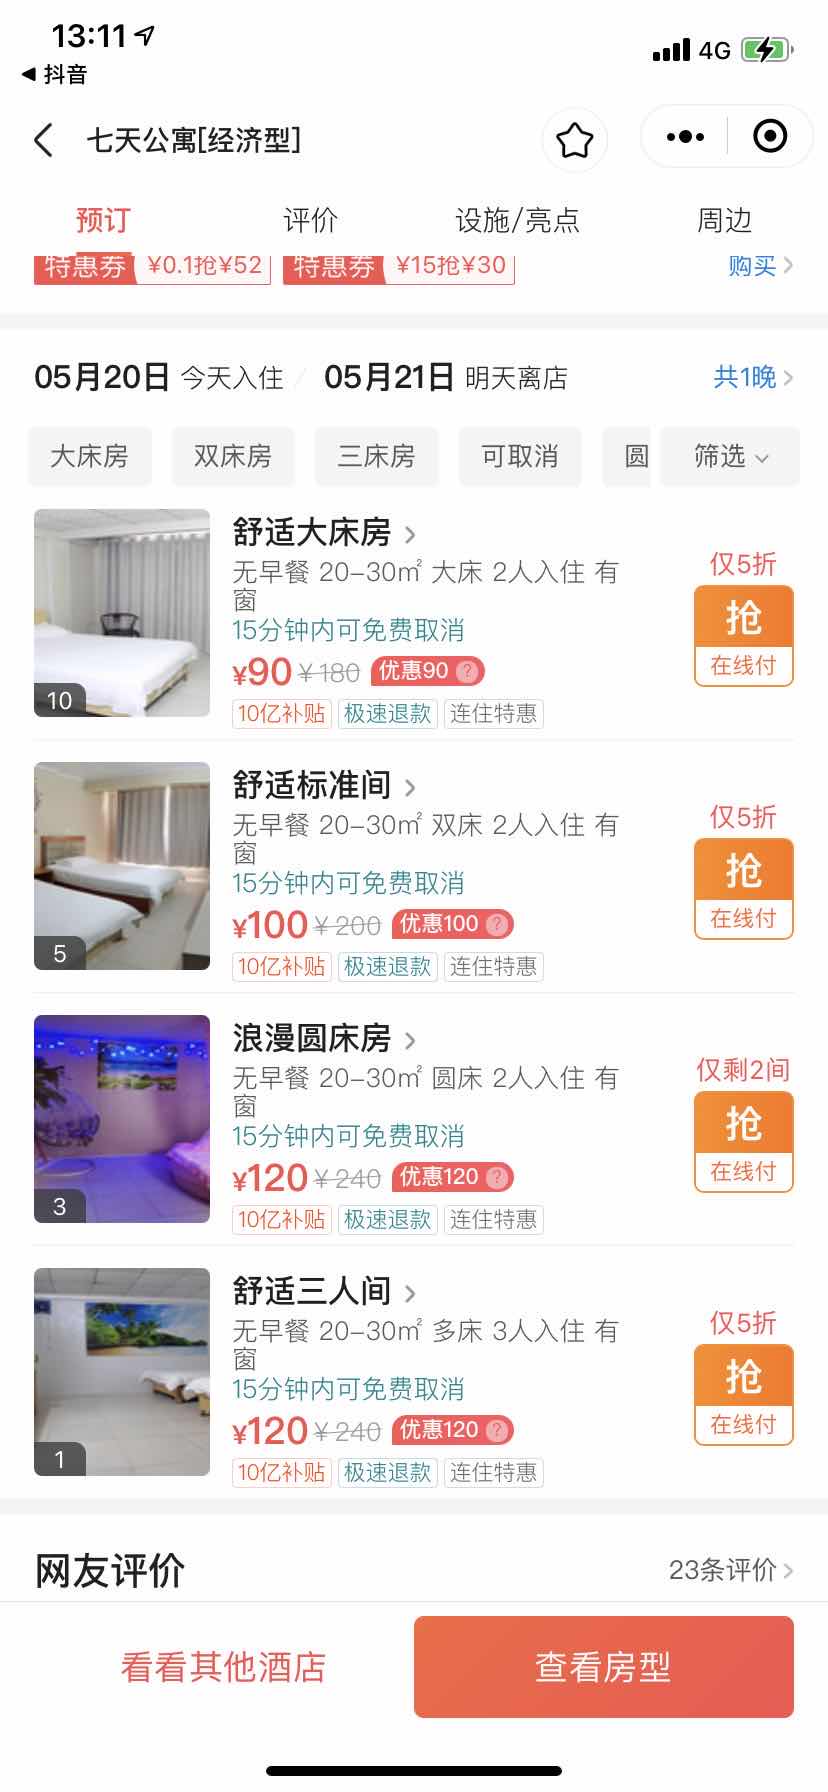 13:11
4G
抖音
七天公寓[经济型]
预订 评价 设施/亮点 周边
特惠券 ¥0.1抢¥52 特惠券 ¥15抢¥30 购买
05月20日 今天入住 05月21日 明天离店 共1晚
大床房 双床房 三床房 可取消 圆 筛选
舒适大床房
无早餐 20-30㎡ 大床 2人入住 有
窗
15分钟内可免费取消
¥90 ¥180 优惠90 ?
10亿补贴 极速退款 连住特惠
仅5折
抢
在线付
10
舒适标准间
无早餐 20-30㎡ 双床 2人入住 有
窗
15分钟内可免费取消
¥100 ¥200 优惠100 ?
10亿补贴 极速退款 连住特惠
仅5折
抢
在线付
5
浪漫圆床房
无早餐 20-30㎡ 圆床 2人入住 有
窗
15分钟内可免费取消
¥120 ¥240 优惠120 ?
10亿补贴 极速退款 连住特惠
仅剩2间
抢
在线付
3
舒适三人间
无早餐 20-30㎡ 多床 3人入住 有
窗
15分钟内可免费取消
¥120 ¥240 优惠120 ?
10亿补贴 极速退款 连住特惠
仅5折
抢
在线付
1
网友评价 23条评价
看看其他酒店 查看房型